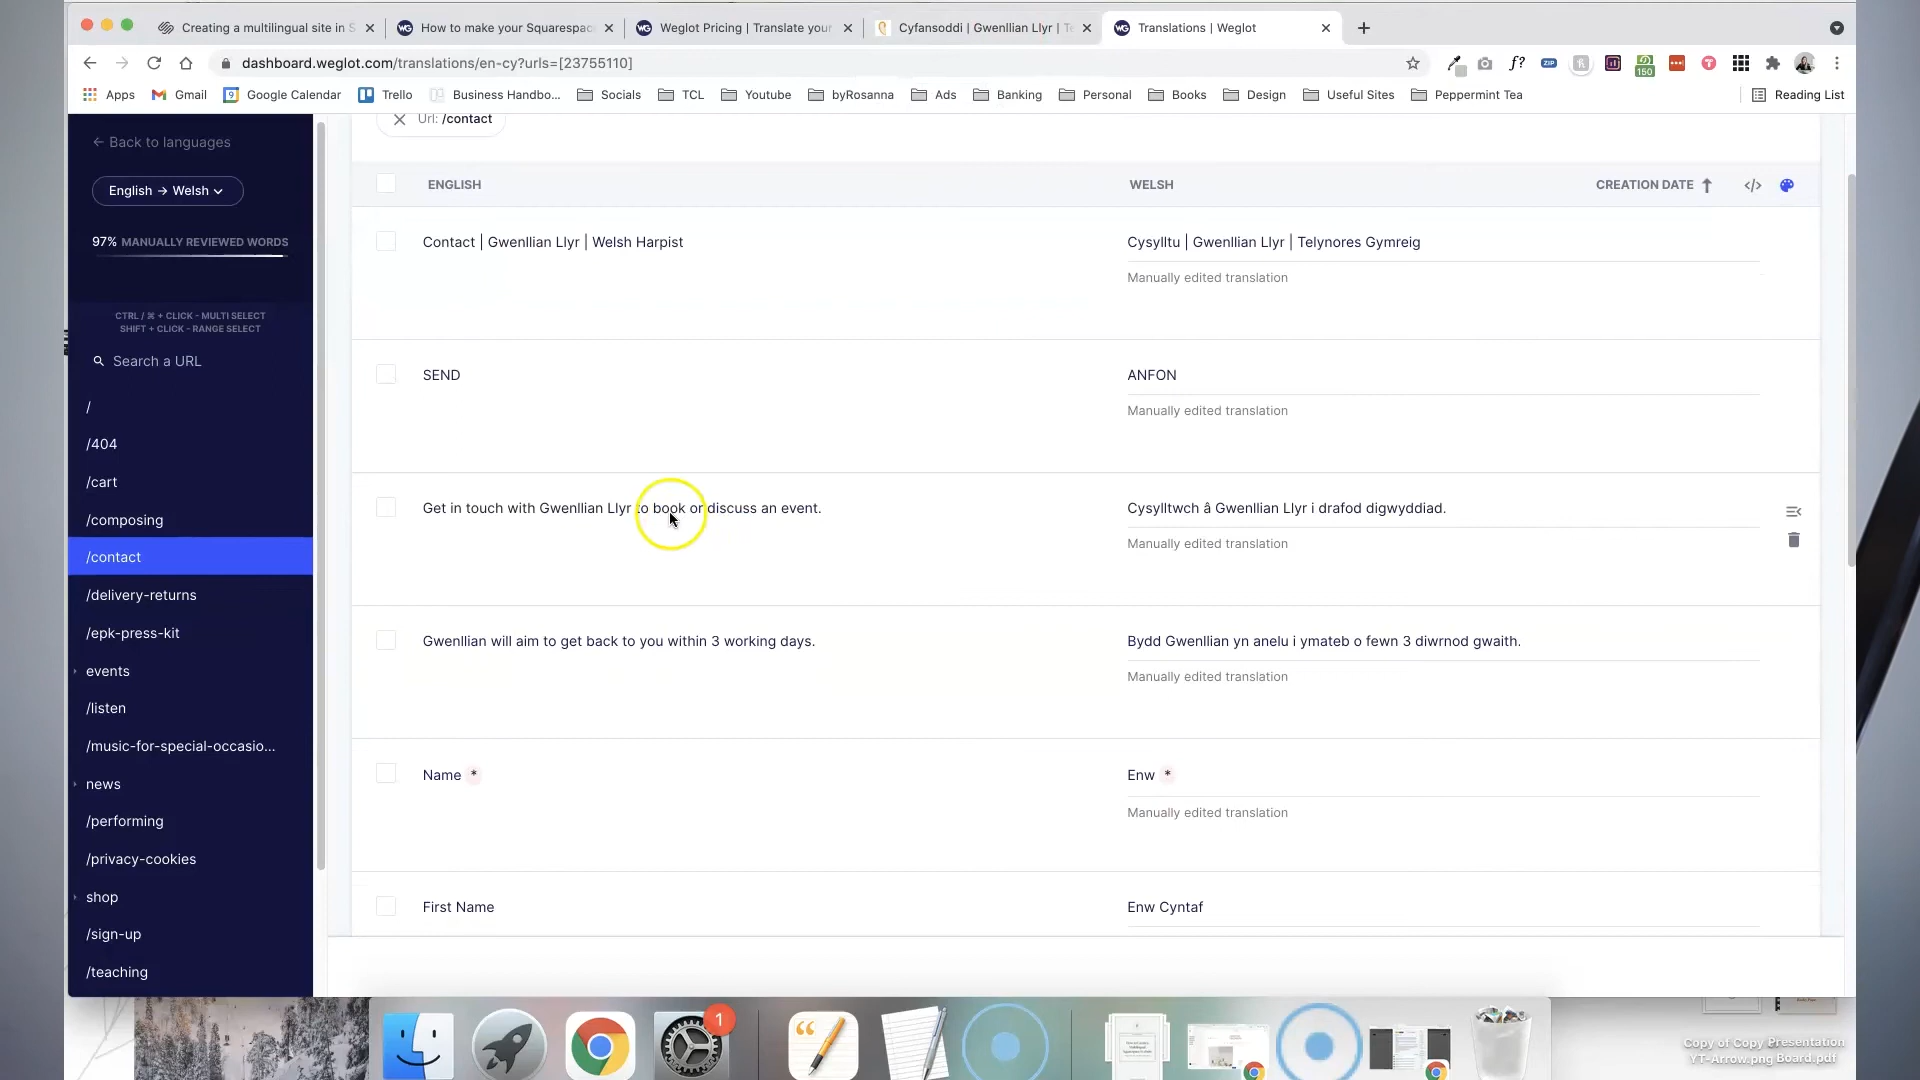 Creating a multilingual site in S
How to make your Squarespac
Weglot Pricing | Translate your
Cyfansoddi | Gwenllian Llyr | Te
Translations | Weglot
dashboard.weglot.com/translations/en-cy?urls=[23755110]
f?
ZIP
150
Apps
Gmail
Google Calendar
Trello
Business Handbo...
Socials
TCL
Youtube
byRosanna
Ads
Banking
Personal
Books
Design
Useful Sites
Peppermint Tea
Reading List
← Back to languages
English → Welsh
97% MANUALLY REVIEWED WORDS
CTRL / ⌘ + CLICK - MULTI SELECT
SHIFT + CLICK - RANGE SELECT
Search a URL
/
/404
/cart
/composing
/contact
/delivery-returns
/epk-press-kit
events
/listen
/music-for-special-occasio...
news
/performing
/privacy-cookies
shop
/sign-up
/teaching
Url: /contact
ENGLISH
WELSH
CREATION DATE
</>
Contact | Gwenllian Llyr | Welsh Harpist
Cysylltu | Gwenllian Llyr | Telynores Gymreig
Manually edited translation
SEND
ANFON
Manually edited translation
Get in touch with Gwenllian Llyr to book or discuss an event.
Cysylltwch â Gwenllian Llyr i drafod digwyddiad.
Manually edited translation
Gwenllian will aim to get back to you within 3 working days.
Bydd Gwenllian yn anelu i ymateb o fewn 3 diwrnod gwaith.
Manually edited translation
Name *
Enw *
Manually edited translation
First Name
Enw Cyntaf
1
Copy of Copy Presentation
YT-Arrow.png Board.pdf